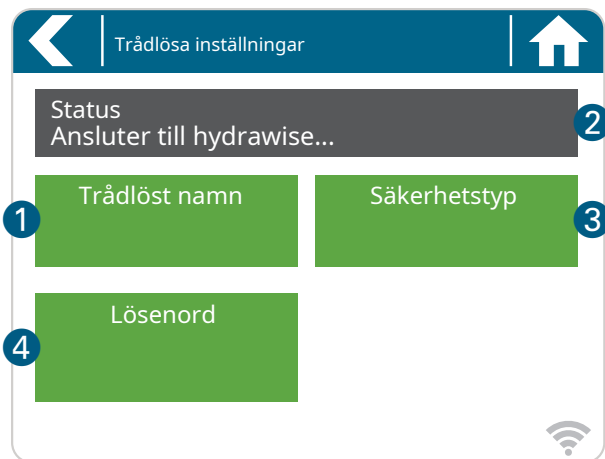 Trådlösa inställningar
Status
Ansluter till hydrawise...
2
Trådlöst namn
1
Säkerhetstyp
3
Lösenord
4